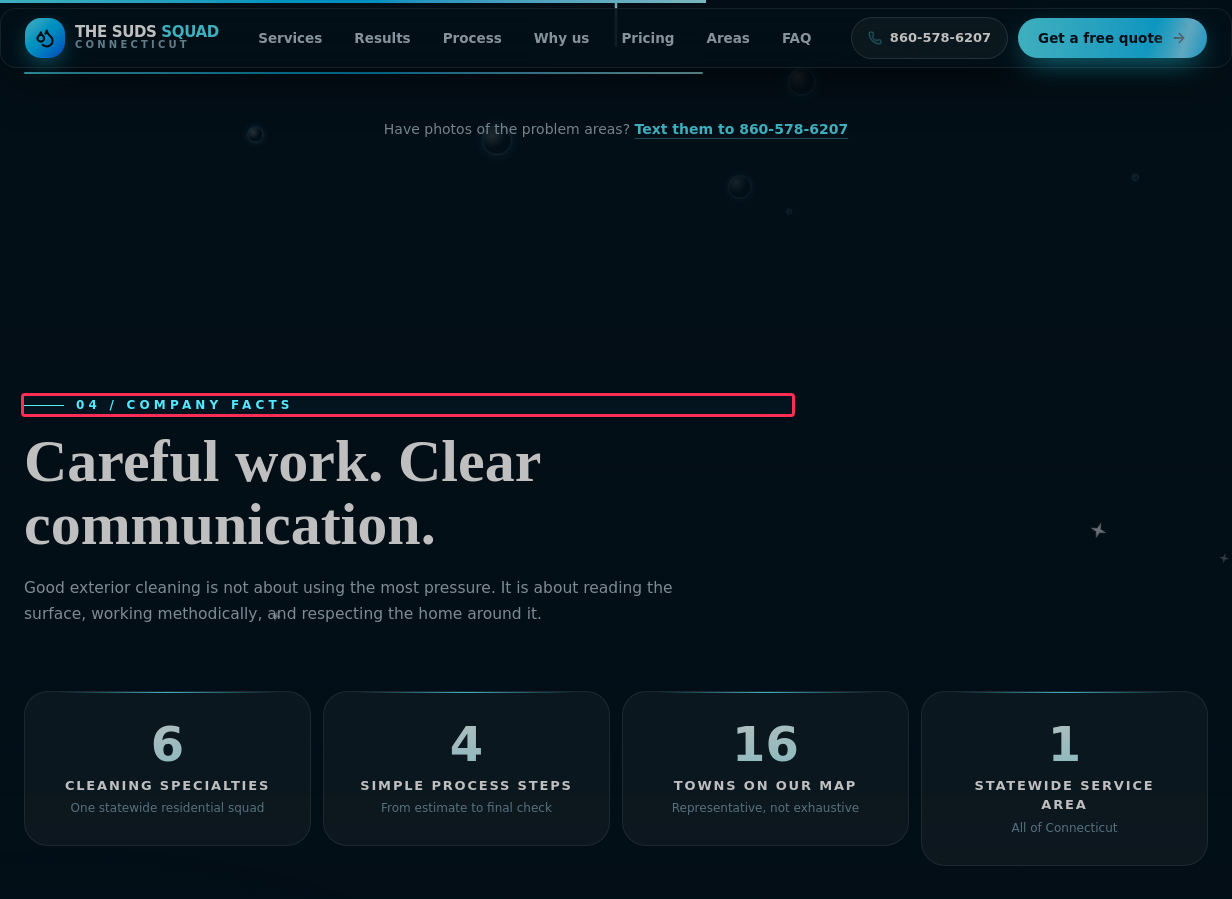 THE SUDS SQUAD
CONNECTICUT
Services
Results
Process
Why us
Pricing
Areas
FAQ
860-578-6207
Get a free quote
Have photos of the problem areas? Text them to 860-578-6207
04 / COMPANY FACTS
Careful work. Clear
communication.
Good exterior cleaning is not about using the most pressure. It is about reading the
surface, working methodically, and respecting the home around it.
6
CLEANING SPECIALTIES
One statewide residential squad
4
SIMPLE PROCESS STEPS
From estimate to final check
16
TOWNS ON OUR MAP
Representative, not exhaustive
1
STATEWIDE SERVICE
AREA
All of Connecticut